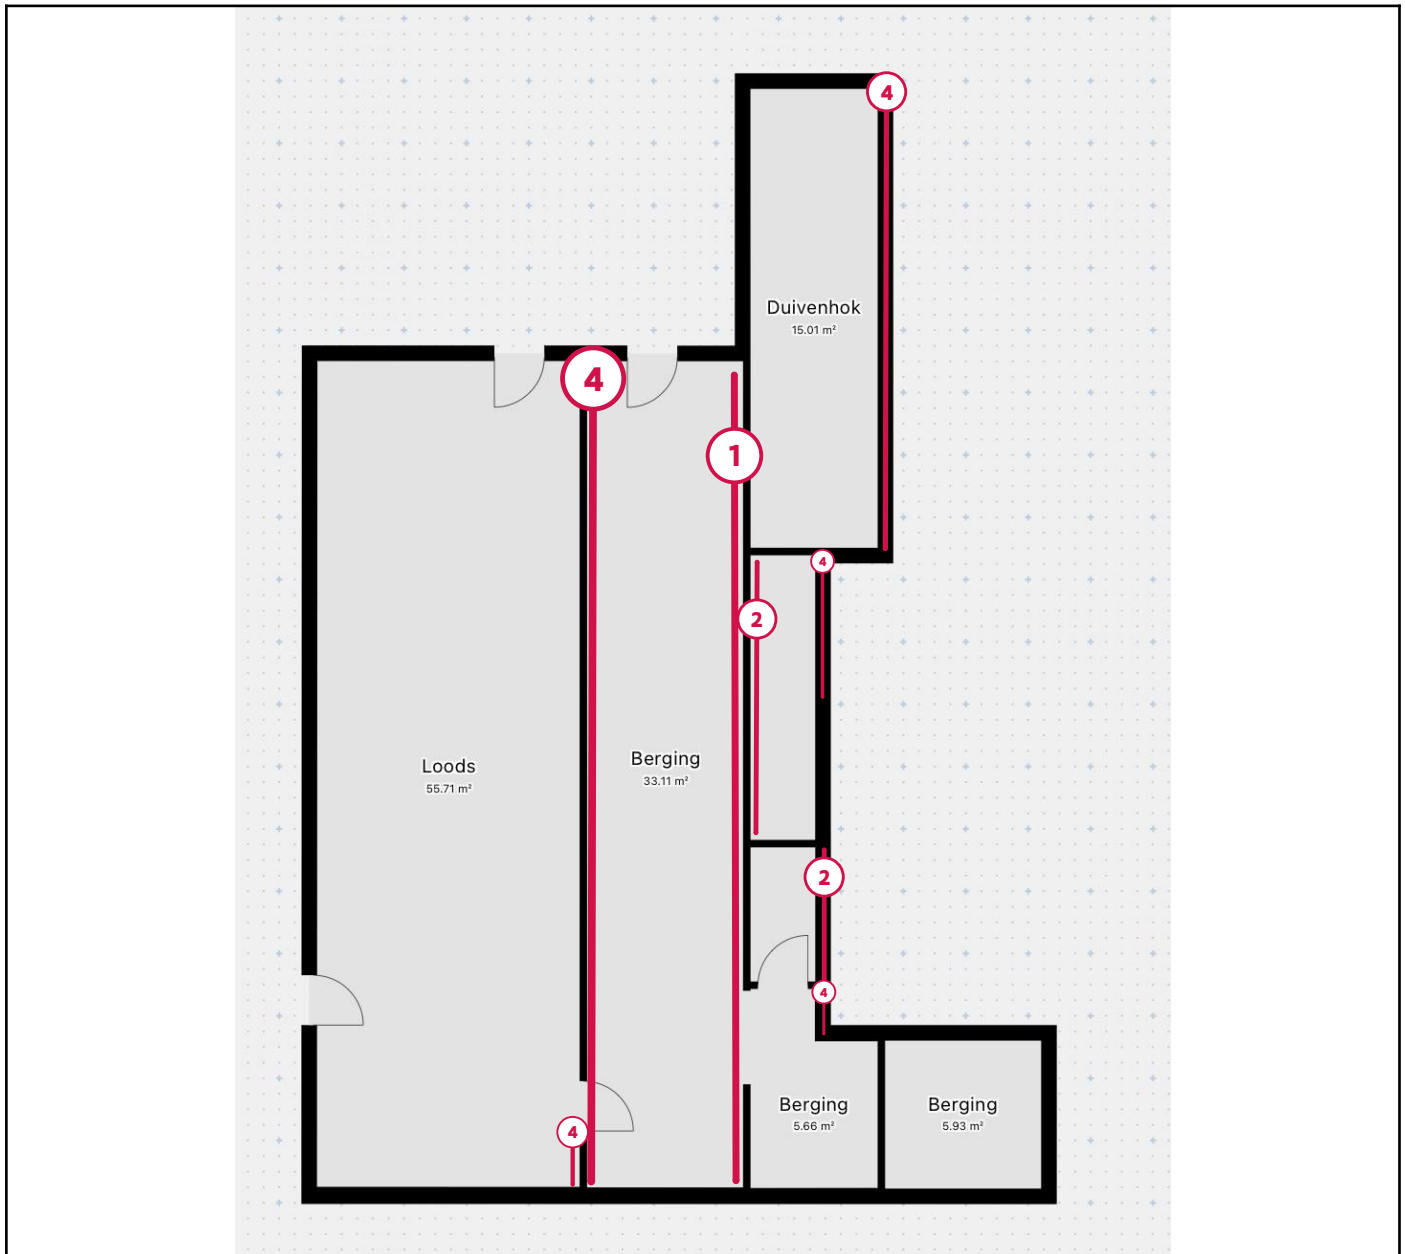 4
Duivenhok
15.01 m²
4
1
4
2
Loods
55.71 m²
Berging
33.11 m²
2
4
Berging
5.66 m²
Berging
5.93 m²
4